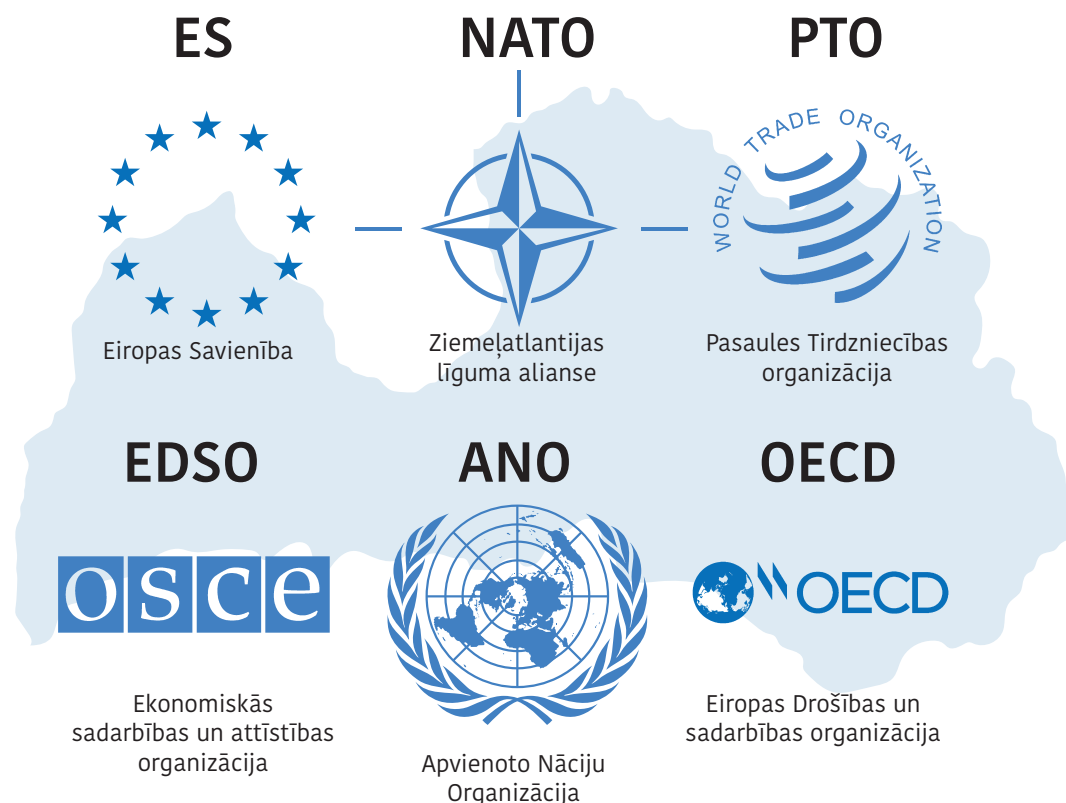 ES
NATO
PTO
WORLD TRADE ORGANIZATION
Eiropas Savienība
Ziemeļatlantijas
līguma alianse
Pasaules Tirdzniecības
organizācija
EDSO
ANO
OECD
osce
OECD
Ekonomiskās
sadarbības un attīstības
organizācija
Apvienoto Nāciju
Organizācija
Eiropas Drošības un
sadarbības organizācija